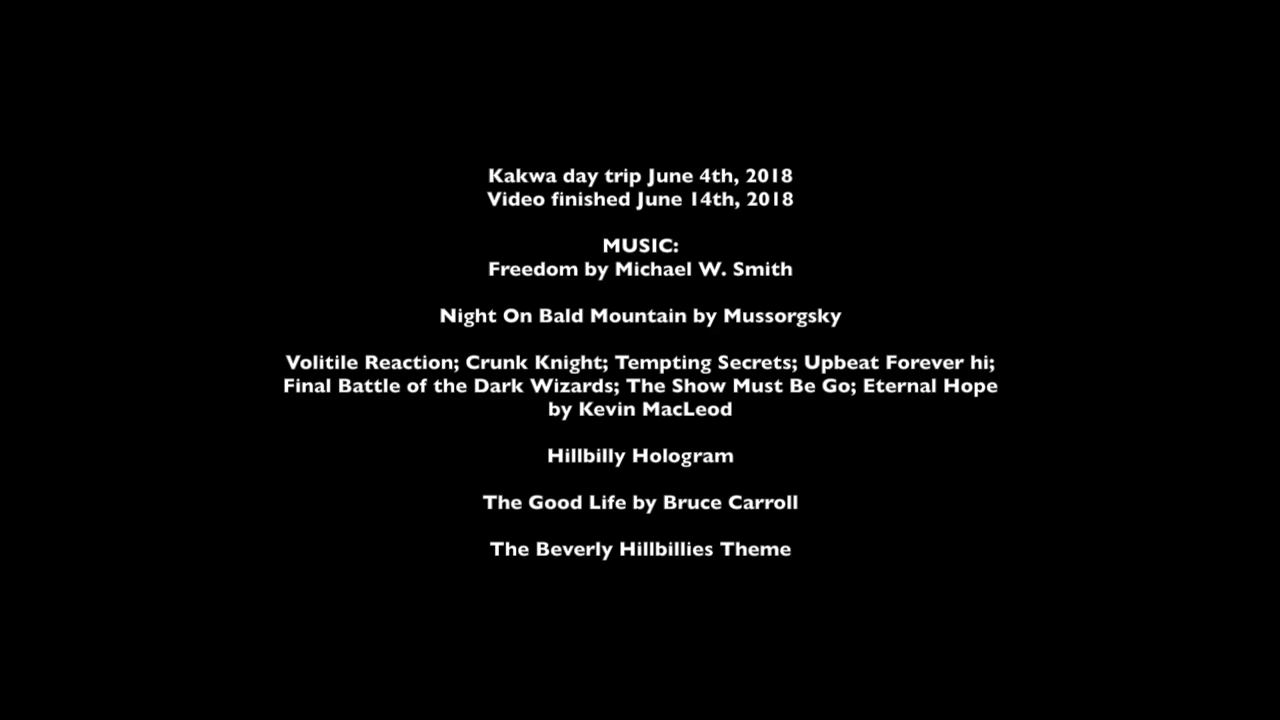 Kakwa day trip June 4th, 2018
Video finished June 14th, 2018
MUSIC:
Freedom by Michael W. Smith
Night On Bald Mountain by Mussorgsky
Volitile Reaction; Crunk Knight; Tempting Secrets; Upbeat Forever hi;
Final Battle of the Dark Wizards; The Show Must Be Go; Eternal Hope
by Kevin MacLeod
Hillbilly Hologram
The Good Life by Bruce Carroll
The Beverly Hillbillies Theme